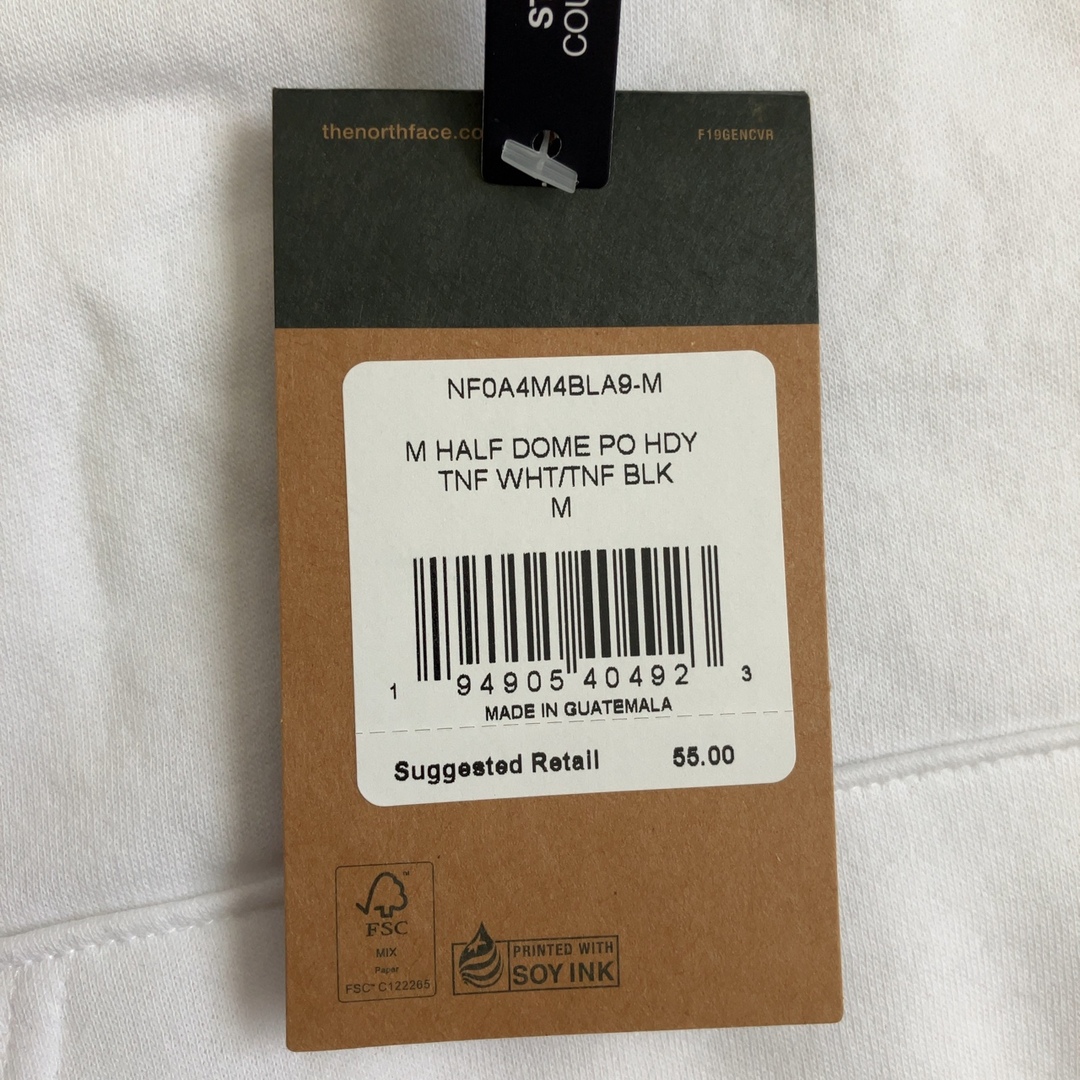 thenorthface.co
F19GENCVR
NF0A4M4BLA9-M
M HALF DOME PO HDY
TNF WHT/TNF BLK
M
1 94905 40492 3
MADE IN GUATEMALA
Suggested Retail 55.00
FSC
MIX
Paper
FSC® C122265
PRINTED WITH
SOY INK